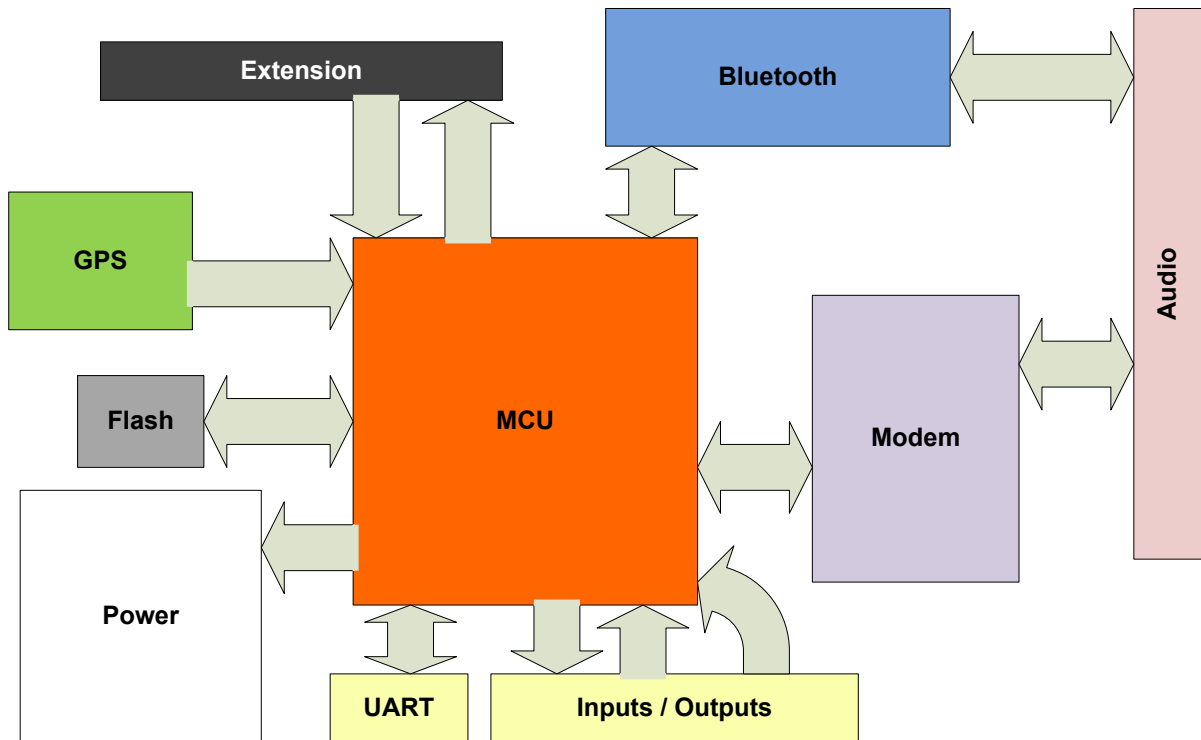 Extension
Bluetooth
GPS
Audio
Flash
MCU
Modem
Power
UART
Inputs / Outputs